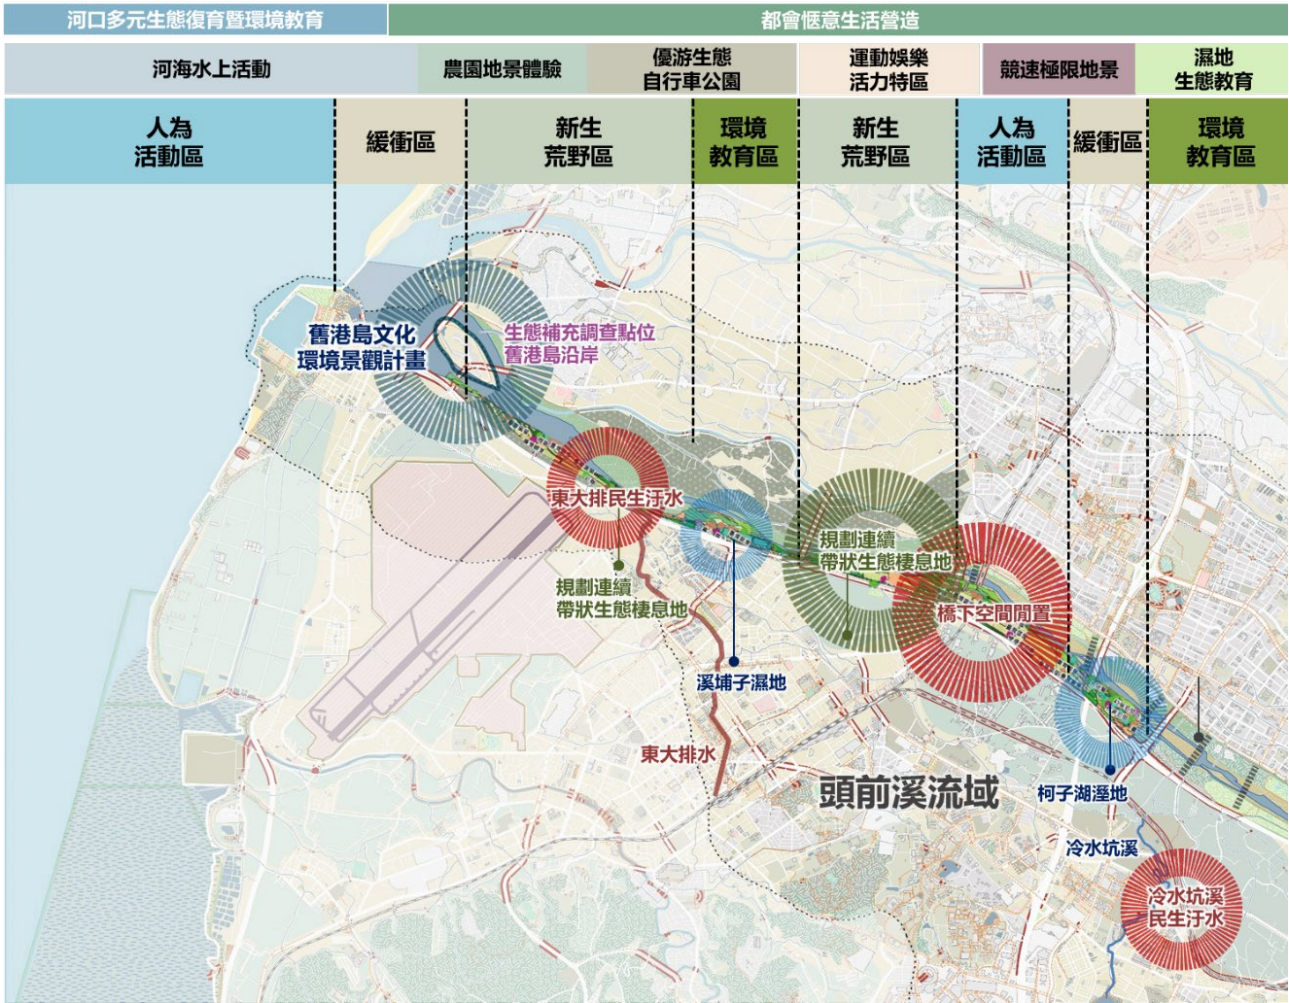 河口多元生態復育暨環境教育
都會愜意生活營造
河海水上活動
農園地景體驗
優游生態
自行車公園
運動娛樂
活力特區
競速極限地景
濕地
生態教育
人為
活動區
緩衝區
新生
荒野區
環境
教育區
新生
荒野區
人為
活動區
緩衝區
環境
教育區
舊港島文化
環境景觀計畫
生態補充調查點位
舊港島沿岸
東大排民生汙水
規劃連續
帶狀生態棲息地
規劃連續
帶狀生態棲息地
橋下空間閒置
溪埔子濕地
東大排水
頭前溪流域
柯子湖溼地
冷水坑溪
冷水坑溪
民生汙水